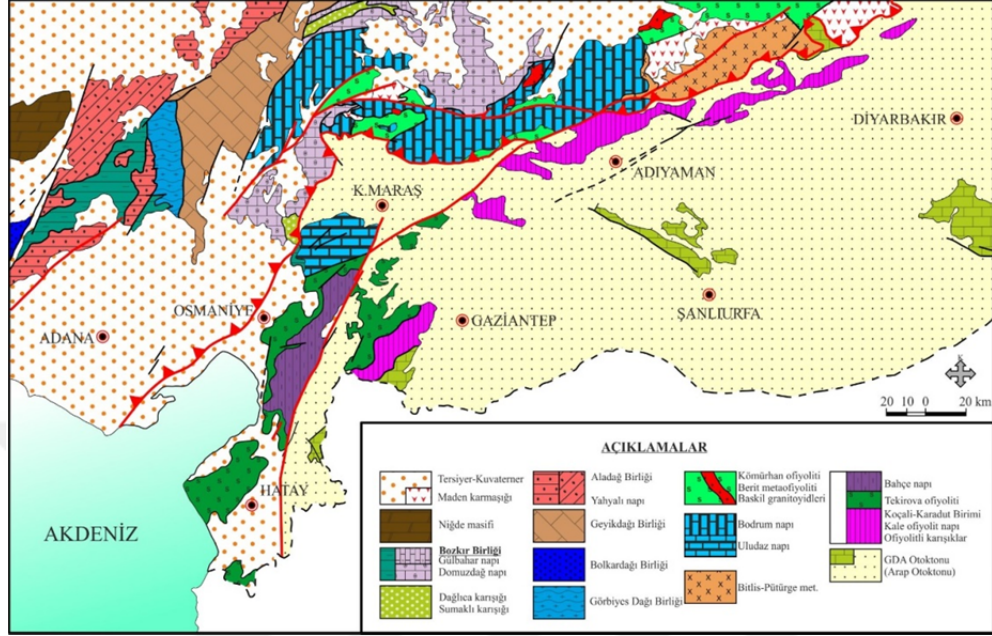 DİYARBAKIR
ADIYAMAN
K.MARAŞ
OSMANİYE
GAZİANTEP
ŞANLIURFA
ADANA
K
20 10 0 20 km
HATAY
AKDENİZ
AÇIKLAMALAR
Tersiyer-Kuvaterner
Maden karmaşığı
Niğde masifi
Bozkır Birliği
Gülbahar napı
Domuzdağ napı
Dağlıca karışığı
Sumaklı karışığı
Aladağ Birliği
Yahyalı napı
Geyikdağı Birliği
Bolkardağı Birliği
Görbiyes Dağı Birliği
Kömürhan ofiyoliti
Berit metaofiyoliti
Baskil granitoyidleri
Bodrum napı
Uludaz napı
Bitlis-Pütürge met.
Bahçe napı
Tekirova ofiyoliti
Koçali-Karadut Birimi
Kale ofiyolit napı
Ofiyolitli karışıklar
GDA Otoktonu
(Arap Otoktonu)